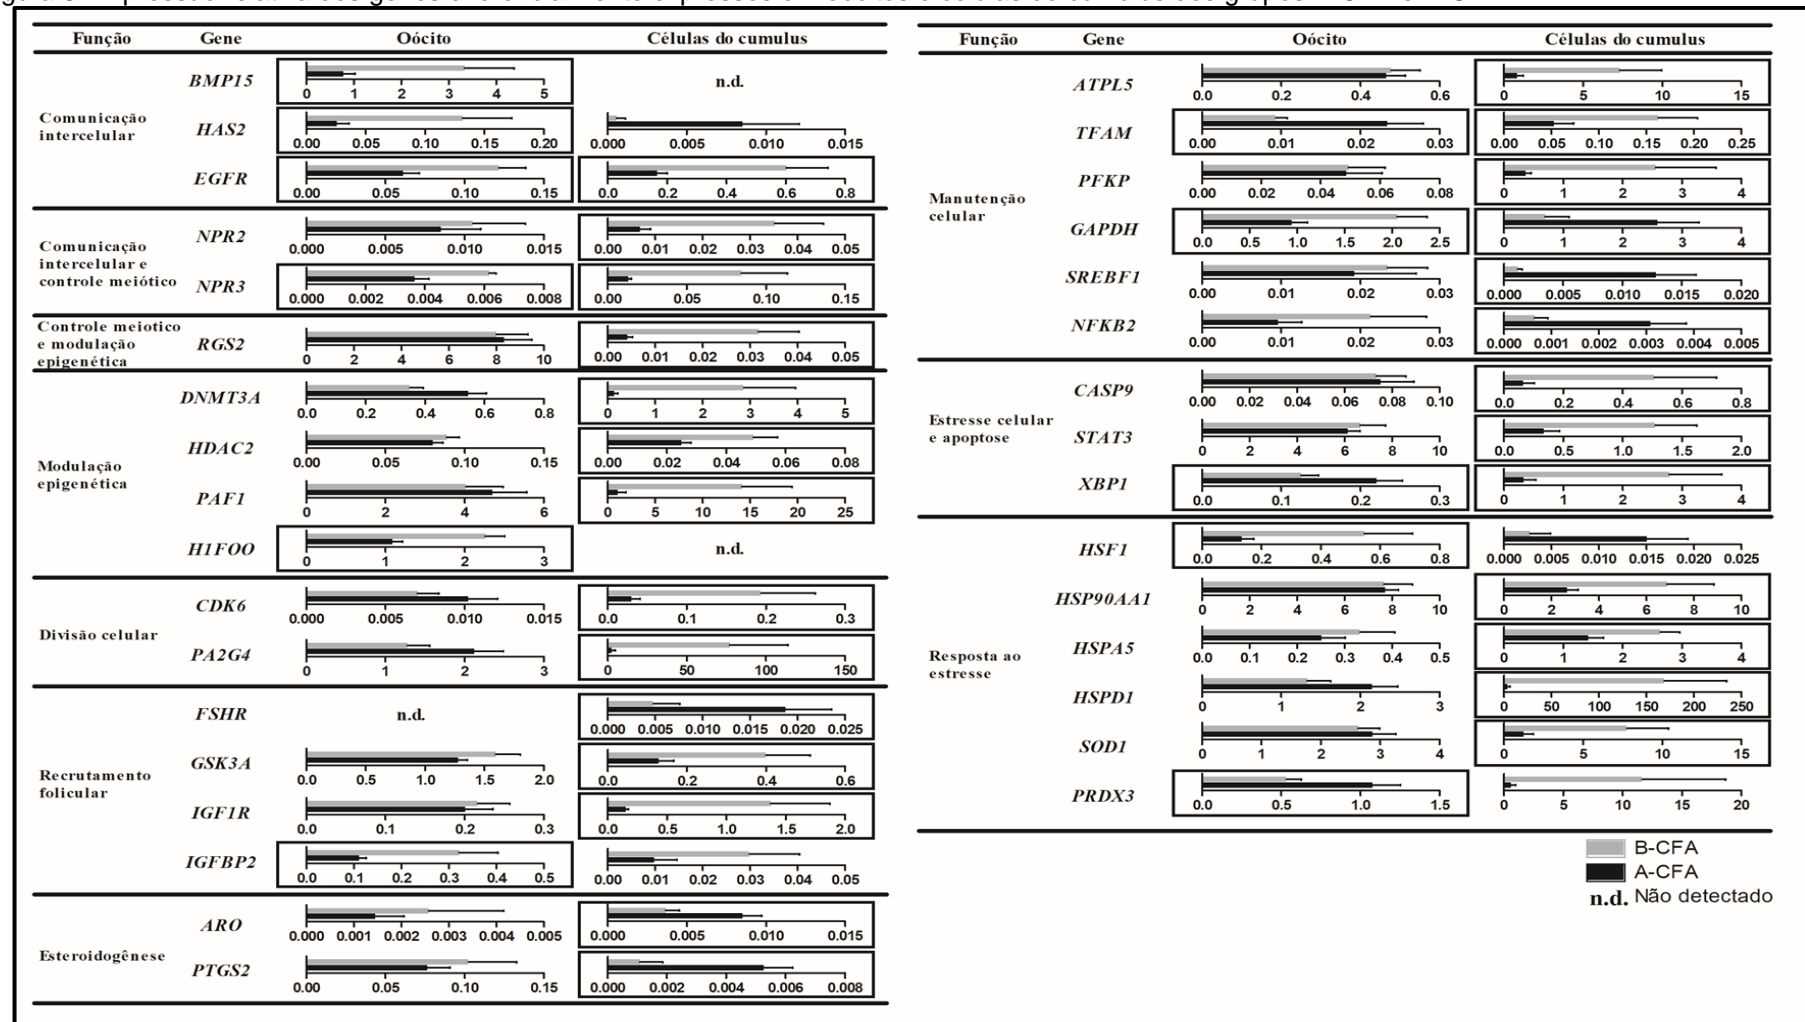 Função Gene Oócito Células do cumulus
BMP15
0 1 2 3 4 5
n.d.
Comunicação
intercelular
HAS2
0.00 0.05 0.10 0.15 0.20
0.000 0.005 0.010 0.015
EGFR
0.00 0.05 0.10 0.15
0.0 0.2 0.4 0.6 0.8
Comunicação
intercelular e
controle meiótico
NPR2
0.000 0.005 0.010 0.015
0.00 0.01 0.02 0.03 0.04 0.05
NPR3
0.000 0.002 0.004 0.006 0.008
0.00 0.05 0.10 0.15
Controle meiotico
e modulação
epigenética
RGS2
0 2 4 6 8 10
0.00 0.01 0.02 0.03 0.04 0.05
Modulação
epigenética
DNMT3A
0.0 0.2 0.4 0.6 0.8
0 1 2 3 4 5
HDAC2
0.00 0.05 0.10 0.15
0.00 0.02 0.04 0.06 0.08
PAF1
0 2 4 6
0 5 10 15 20 25
H1FOO
0 1 2 3
n.d.
Divisão celular
CDK6
0.000 0.005 0.010 0.015
0.0 0.1 0.2 0.3
PA2G4
0 1 2 3
0 50 100 150
Recrutamento
folicular
FSHR
n.d.
0.000 0.005 0.010 0.015 0.020 0.025
GSK3A
0.0 0.5 1.0 1.5 2.0
0.0 0.2 0.4 0.6
IGF1R
0.0 0.1 0.2 0.3
0.0 0.5 1.0 1.5 2.0
IGFBP2
0.0 0.1 0.2 0.3 0.4 0.5
0.00 0.01 0.02 0.03 0.04 0.05
Esteroidogênese
ARO
0.000 0.001 0.002 0.003 0.004 0.005
0.000 0.005 0.010 0.015
PTGS2
0.00 0.05 0.10 0.15
0.000 0.002 0.004 0.006 0.008
Função Gene Oócito Células do cumulus
Manutenção
celular
ATPL5
0.0 0.2 0.4 0.6
0 5 10 15
TFAM
0.00 0.01 0.02 0.03
0.00 0.05 0.10 0.15 0.20 0.25
PFKP
0.00 0.02 0.04 0.06 0.08
0 1 2 3 4
GAPDH
0.0 0.5 1.0 1.5 2.0 2.5
0 1 2 3 4
SREBF1
0.00 0.01 0.02 0.03
0.000 0.005 0.010 0.015 0.020
NFKB2
0.00 0.01 0.02 0.03
0.000 0.001 0.002 0.003 0.004 0.005
Estresse celular
e apoptose
CASP9
0.00 0.02 0.04 0.06 0.08 0.10
0.0 0.2 0.4 0.6 0.8
STAT3
0 2 4 6 8 10
0.0 0.5 1.0 1.5 2.0
XBP1
0.0 0.1 0.2 0.3
0 1 2 3 4
Resposta ao
estresse
HSF1
0.0 0.2 0.4 0.6 0.8
0.000 0.005 0.010 0.015 0.020 0.025
HSP90AA1
0 2 4 6 8 10
0 2 4 6 8 10
HSPA5
0.0 0.1 0.2 0.3 0.4 0.5
0 1 2 3 4
HSPD1
0 1 2 3
0 50 100 150 200 250
SOD1
0 1 2 3 4
0 5 10 15
PRDX3
0.0 0.5 1.0 1.5
0 5 10 15 20
B-CFA
A-CFA
n.d. Não detectado